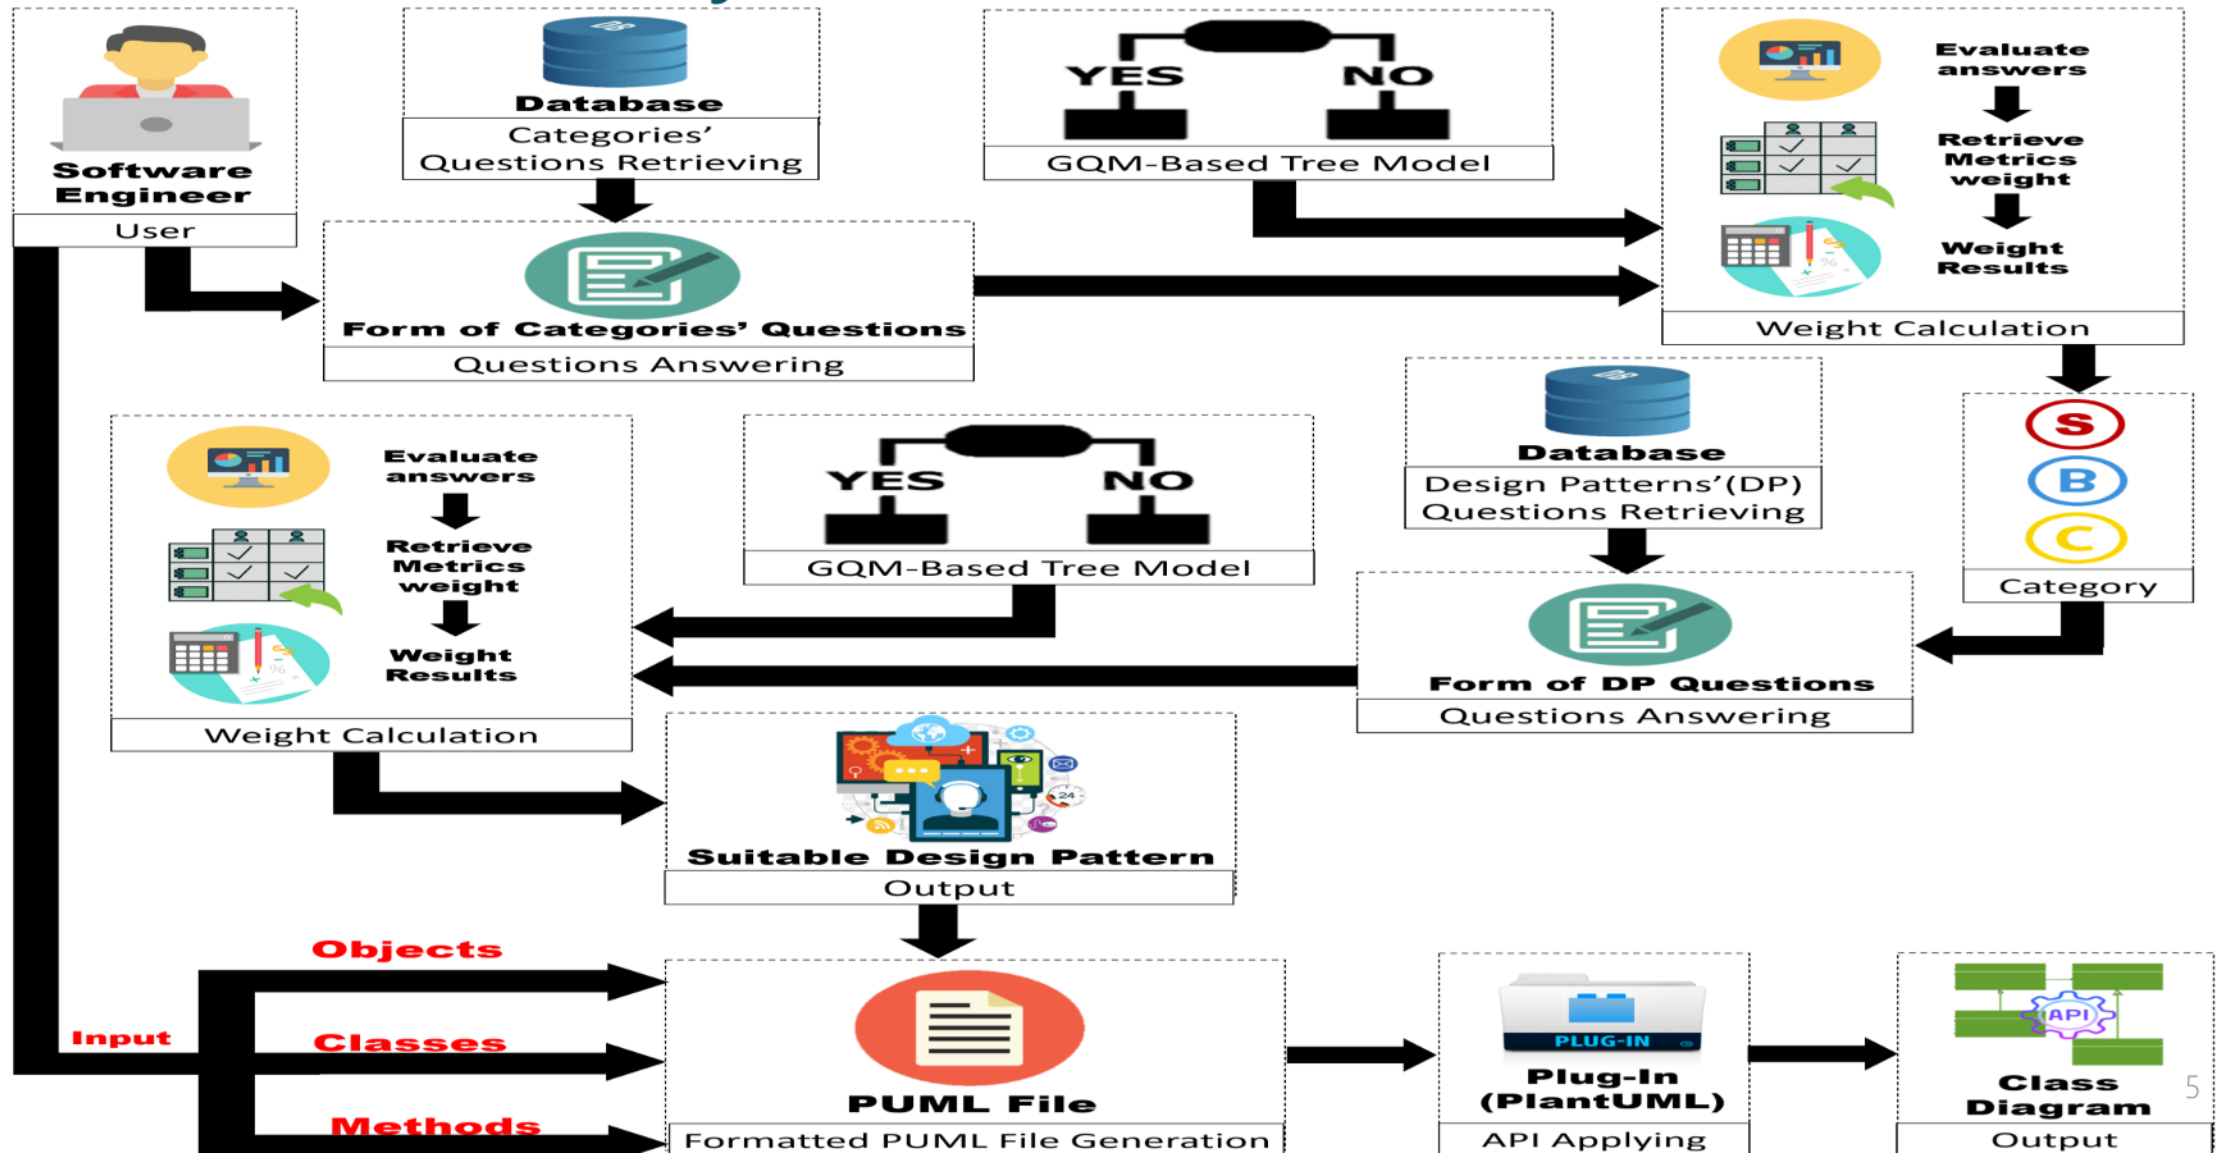 Software
Engineer
User
DB
Database
Categories’
Questions Retrieving
YES
NO
GQM-Based Tree Model
Evaluate
answers
Retrieve
Metrics
weight
Weight
Results
Weight Calculation
Form of Categories’ Questions
Questions Answering
Evaluate
answers
Retrieve
Metrics
weight
Weight
Results
Weight Calculation
YES
NO
GQM-Based Tree Model
DB
Database
Design Patterns’(DP)
Questions Retrieving
S
B
C
Category
Form of DP Questions
Questions Answering
24
Suitable Design Pattern
Output
Objects
Input
Classes
Methods
PUML File
Formatted PUML File Generation
PLUG-IN
Plug-In
(PlantUML)
API Applying
API
Class
Diagram
Output
5